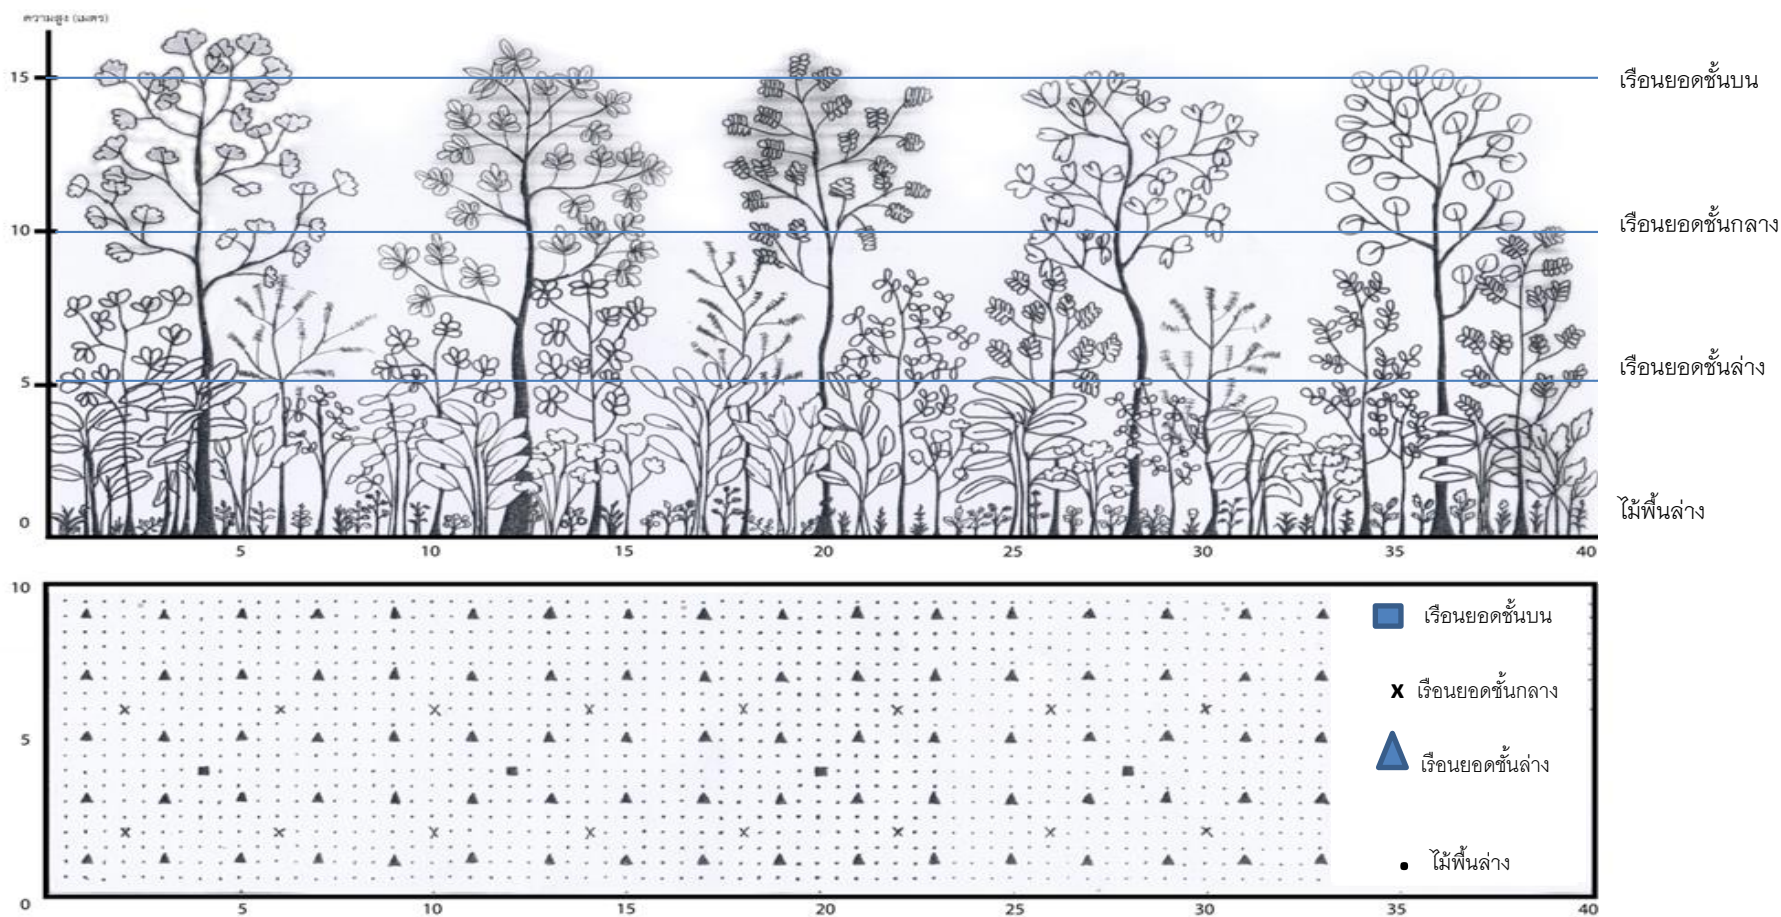 ความสูง (เมตร)
15
เรือนยอดชั้นบน
10
เรือนยอดชั้นกลาง
5
เรือนยอดชั้นล่าง
0
ไม้พื้นล่าง
5 10 15 20 25 30 35 40
10
เรือนยอดชั้นบน
x เรือนยอดชั้นกลาง
5
เรือนยอดชั้นล่าง
ไม้พื้นล่าง
0
5 10 15 20 25 30 35 40